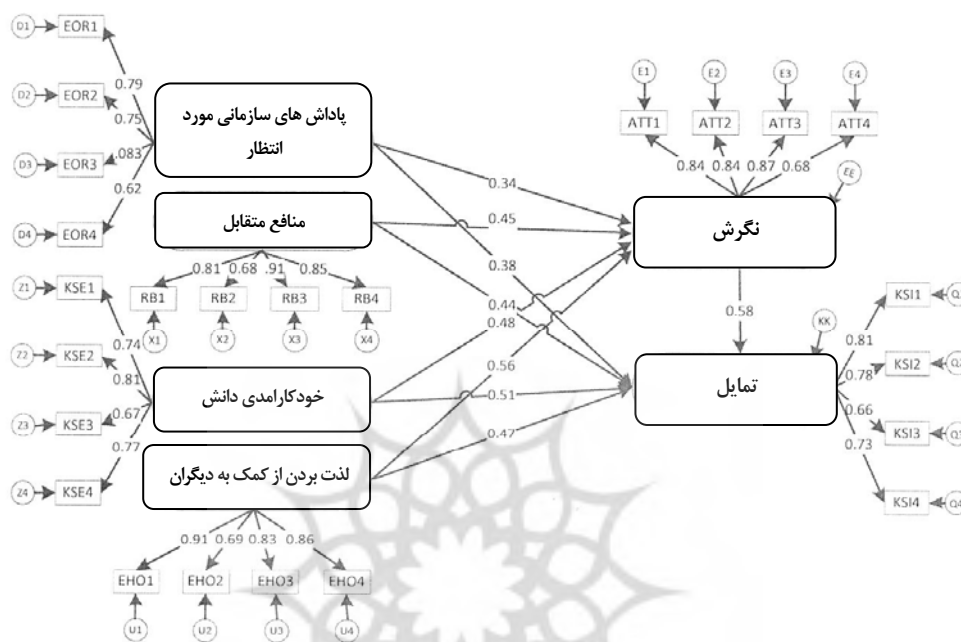 D1 EOR1
D2 EOR2
D3 EOR3
D4 EOR4
0.79
0.75
.083
0.62
پاداش های سازمانی مورد
انتظار
منافع متقابل
0.81 0.68 .91 0.85
RB1 RB2 RB3 RB4
X1 X2 X3 X4
Z1 KSE1
Z2 KSE2
Z3 KSE3
Z4 KSE4
0.74
0.81
0.67
0.77
خودکارامدی دانش
لذت بردن از کمک به دیگران
0.91 0.69 0.83 0.86
EHO1 EHO2 EHO3 EHO4
U1 U2 U3 U4
0.34
0.45
0.38
0.44
0.48
0.56
0.51
0.47
E1 E2 E3 E4
ATT1 ATT2 ATT3 ATT4
0.84 0.84 0.87 0.68
EE
نگرش
0.58
KK
تمایل
0.81
0.78
0.66
0.73
KSI1
KSI2
KSI3
KSI4 Q4